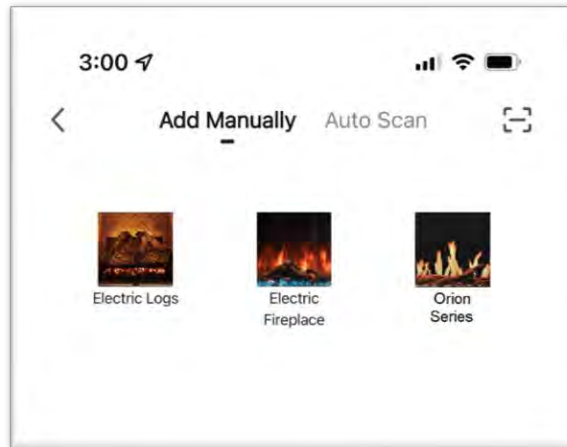 3:00
Add Manually Auto Scan
Electric Logs
Electric
Fireplace
Orion
Series